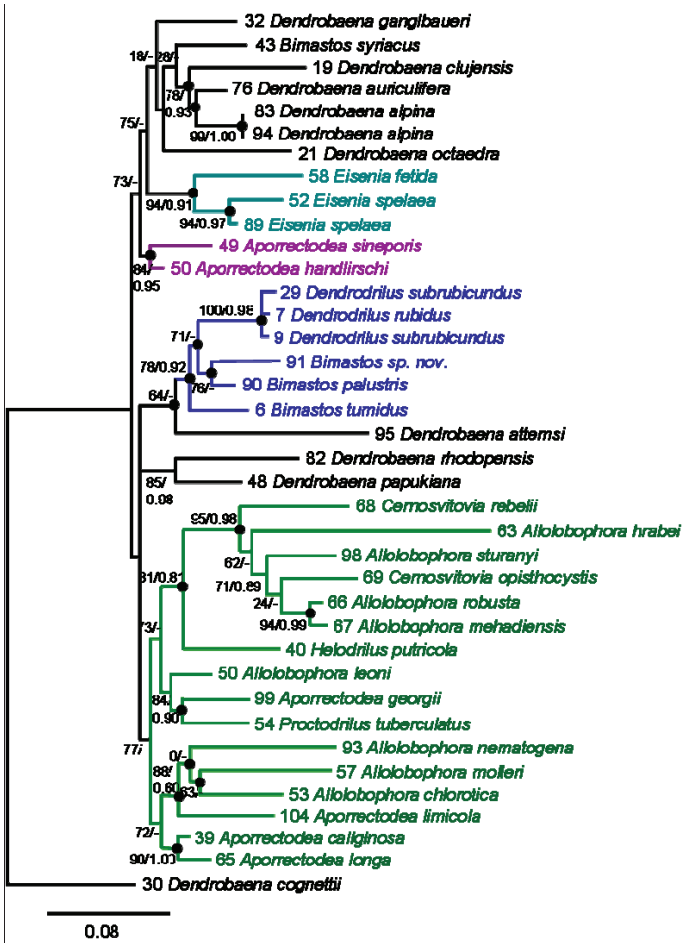 32 Dendrobaena ganglbaueri
18/-
28/-
43 Bimastos syriacus
19 Dendrobaena clujensis
78/
0.93
76 Dendrobaena auriculifera
83 Dendrobaena alpina
75/-
99/1.00
94 Dendrobaena alpina
21 Dendrobaena octaedra
73/-
58 Eisenia fetida
94/0.91
52 Eisenia spelaea
94/0.97
89 Eisenia spelaea
49 Aporrectodea sineporis
84/
0.95
50 Aporrectodea handlirschi
29 Dendrodrilus subrubicundus
100/0.98
7 Dendrodrilus rubidus
71/-
9 Dendrodrilus subrubicundus
78/0.92
91 Bimastos sp. nov.
76/-
90 Bimastos palustris
64/-
6 Bimastos tumidus
95 Dendrobaena attemsi
82 Dendrobaena rhodopensis
85/
0.98
48 Dendrobaena papukiana
68 Cernosvitovia rebelii
95/0.98
63 Allolobophora hrabei
62/-
98 Allolobophora sturanyi
31/0.81
71/0.89
69 Cernosvitovia opisthocystis
24/-
66 Allolobophora robusta
94/0.99
67 Allolobophora mehadiensis
73/-
40 Helodrilus putricola
50 Allolobophora leoni
84/
0.90
99 Aporrectodea georgii
54 Proctodrilus tuberculatus
77/
0/-
93 Allolobophora nematogena
88/
57 Allolobophora molleri
53 Allolobophora chlorotica
104 Aporrectodea limicola
72/-
39 Aporrectodea caliginosa
90/1.00
65 Aporrectodea longa
30 Dendrobaena cognettii
0.08